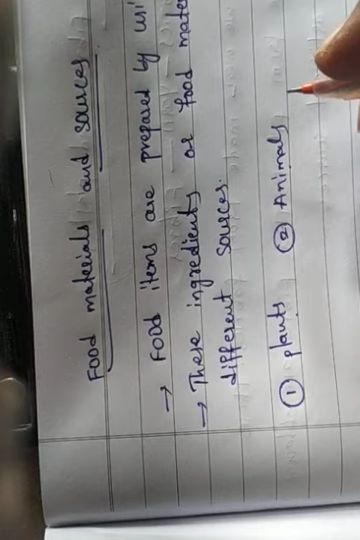 Food materials and sources
→ Food items are prepared by
→ These ingredients or food
different sources.
① plants ② Animals